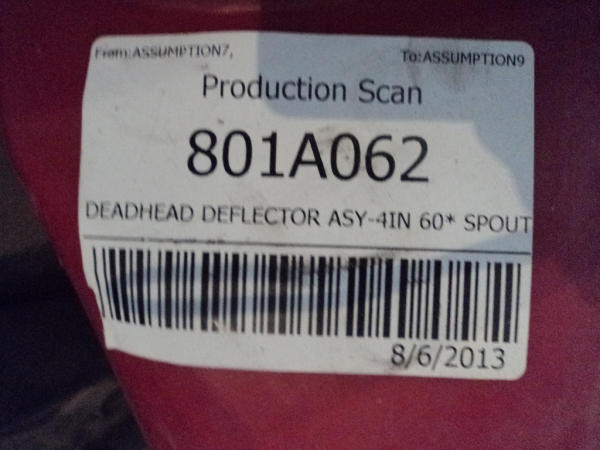 From:ASSUMPTION7, To:ASSUMPTION9
Production Scan
801A062
DEADHEAD DEFLECTOR ASY-4IN 60* SPOUT
8/6/2013